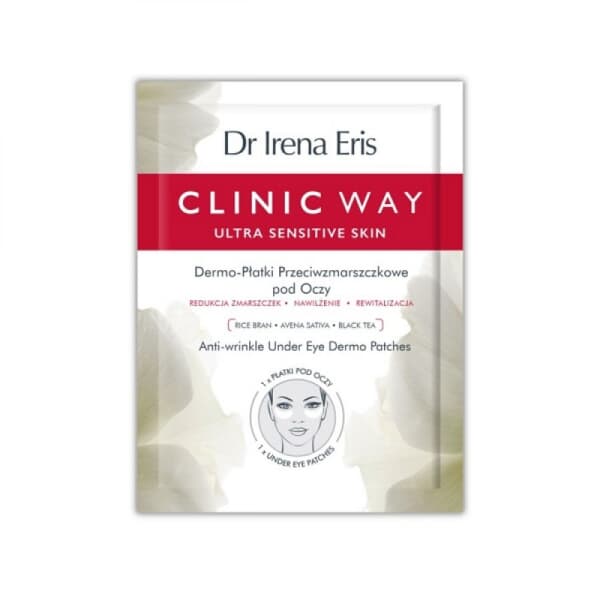 Dr Irena Eris
CLINIC WAY
ULTRA SENSITIVE SKIN
Dermo-Płatki Przeciwzmarszczkowe
pod Oczy
REDUKCJA ZMARSZCZEK • NAWILŻENIE • REWITALIZACJA
[ RICE BRAN • AVENA SATIVA • BLACK TEA ]
Anti-wrinkle Under Eye Dermo Patches
1 x PŁATKI POD OCZY
1 x UNDER EYE PATCHES